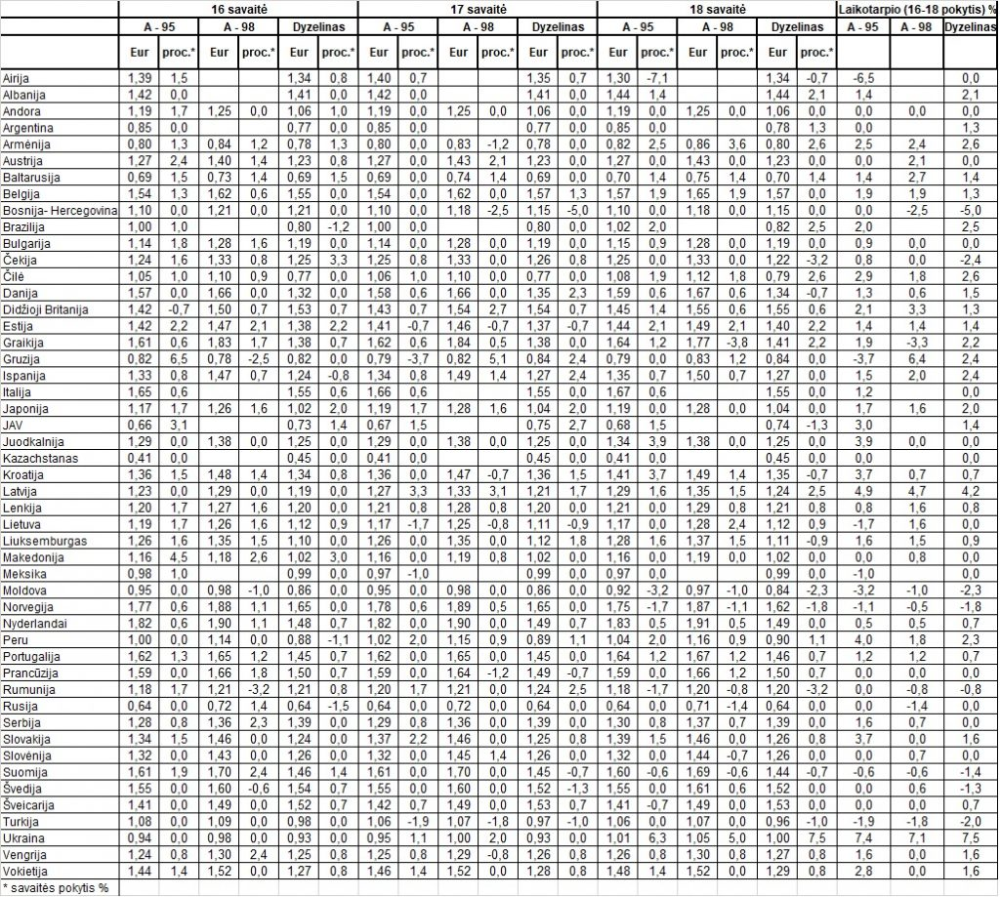 16 savaitė 17 savaitė 18 savaitė Laikotarpio (16-18 pokytis) %
A - 95 A - 98 Dyzelinas A - 95 A - 98 Dyzelinas A - 95 A - 98 Dyzelinas A - 95 A - 98 Dyzelinas
Eur proc.* Eur proc.* Eur proc.* Eur proc.* Eur proc.* Eur proc.* Eur proc.* Eur proc.* Eur proc.*
Airija 1,39 1,5 1,34 0,8 1,40 0,7 1,35 0,7 1,30 -7,1 1,34 -0,7 -6,5 0,0
Albanija 1,42 0,0 1,41 0,0 1,42 0,0 1,41 0,0 1,44 1,4 1,44 2,1 1,4 2,1
Andora 1,19 1,7 1,25 0,0 1,06 1,0 1,19 0,0 1,25 0,0 1,06 0,0 1,19 0,0 1,25 0,0 1,06 0,0 0,0 0,0 0,0
Argentina 0,85 0,0 0,77 0,0 0,85 0,0 0,77 0,0 0,85 0,0 0,78 1,3 0,0 1,3
Armėnija 0,80 1,3 0,84 1,2 0,78 1,3 0,80 0,0 0,83 -1,2 0,78 0,0 0,82 2,5 0,86 3,6 0,80 2,6 2,5 2,4 2,6
Austrija 1,27 2,4 1,40 1,4 1,23 0,8 1,27 0,0 1,43 2,1 1,23 0,0 1,27 0,0 1,43 0,0 1,23 0,0 0,0 2,1 0,0
Baltarusija 0,69 1,5 0,73 1,4 0,69 1,5 0,69 0,0 0,74 1,4 0,69 0,0 0,70 1,4 0,75 1,4 0,70 1,4 1,4 2,7 1,4
Belgija 1,54 1,3 1,62 0,6 1,55 0,0 1,54 0,0 1,62 0,0 1,57 1,3 1,57 1,9 1,65 1,9 1,57 0,0 1,9 1,9 1,3
Bosnija- Hercegovina 1,10 0,0 1,21 0,0 1,21 0,0 1,10 0,0 1,18 -2,5 1,15 -5,0 1,10 0,0 1,18 0,0 1,15 0,0 0,0 -2,5 -5,0
Brazilija 1,00 1,0 0,80 -1,2 1,00 0,0 0,80 0,0 1,02 2,0 0,82 2,5 2,0 2,5
Bulgarija 1,14 1,8 1,28 1,6 1,19 0,0 1,14 0,0 1,28 0,0 1,19 0,0 1,15 0,9 1,28 0,0 1,19 0,0 0,9 0,0 0,0
Čekija 1,24 1,6 1,33 0,8 1,25 3,3 1,25 0,8 1,33 0,0 1,26 0,8 1,25 0,0 1,33 0,0 1,22 -3,2 0,8 0,0 -2,4
Čilė 1,05 1,0 1,10 0,9 0,77 0,0 1,06 1,0 1,10 0,0 0,77 0,0 1,08 1,9 1,12 1,8 0,79 2,6 2,9 1,8 2,6
Danija 1,57 0,0 1,66 0,0 1,32 0,0 1,58 0,6 1,66 0,0 1,35 2,3 1,59 0,6 1,67 0,6 1,34 -0,7 1,3 0,6 1,5
Didžioji Britanija 1,42 -0,7 1,50 0,7 1,53 0,7 1,43 0,7 1,54 2,7 1,54 0,7 1,45 1,4 1,55 0,6 1,55 0,6 2,1 3,3 1,3
Estija 1,42 2,2 1,47 2,1 1,38 2,2 1,41 -0,7 1,46 -0,7 1,37 -0,7 1,44 2,1 1,49 2,1 1,40 2,2 1,4 1,4 1,4
Graikija 1,61 0,6 1,83 1,7 1,38 0,7 1,62 0,6 1,84 0,5 1,38 0,0 1,64 1,2 1,77 -3,8 1,41 2,2 1,9 -3,3 2,2
Gruzija 0,82 6,5 0,78 -2,5 0,82 0,0 0,79 -3,7 0,82 5,1 0,84 2,4 0,79 0,0 0,83 1,2 0,84 0,0 -3,7 6,4 2,4
Ispanija 1,33 0,8 1,47 0,7 1,24 -0,8 1,34 0,8 1,49 1,4 1,27 2,4 1,35 0,7 1,50 0,7 1,27 0,0 1,5 2,0 2,4
Italija 1,65 0,6 1,55 0,6 1,66 0,6 1,55 0,0 1,67 0,6 1,55 0,0 1,2 0,0
Japonija 1,17 1,7 1,26 1,6 1,02 2,0 1,19 1,7 1,28 1,6 1,04 2,0 1,19 0,0 1,28 0,0 1,04 0,0 1,7 1,6 2,0
JAV 0,66 3,1 0,73 1,4 0,67 1,5 0,75 2,7 0,68 1,5 0,74 -1,3 3,0 1,4
Juodkalnija 1,29 0,0 1,38 0,0 1,25 0,0 1,29 0,0 1,38 0,0 1,25 0,0 1,34 3,9 1,38 0,0 1,25 0,0 3,9 0,0 0,0
Kazachstanas 0,41 0,0 0,45 0,0 0,41 0,0 0,45 0,0 0,41 0,0 0,45 0,0 0,0 0,0
Kroatija 1,36 1,5 1,48 1,4 1,34 0,8 1,36 0,0 1,47 -0,7 1,36 1,5 1,41 3,7 1,49 1,4 1,35 -0,7 3,7 0,7 0,7
Latvija 1,23 0,0 1,29 0,0 1,19 0,0 1,27 3,3 1,33 3,1 1,21 1,7 1,29 1,6 1,35 1,5 1,24 2,5 4,9 4,7 4,2
Lenkija 1,20 1,7 1,27 1,6 1,20 0,0 1,21 0,8 1,28 0,8 1,20 0,0 1,21 0,0 1,29 0,8 1,21 0,8 0,8 1,6 0,8
Lietuva 1,19 1,7 1,26 1,6 1,12 0,9 1,17 -1,7 1,25 -0,8 1,11 -0,9 1,17 0,0 1,28 2,4 1,12 0,9 -1,7 1,6 0,0
Liuksemburgas 1,26 1,6 1,35 1,5 1,10 0,0 1,26 0,0 1,35 0,0 1,12 1,8 1,28 1,6 1,37 1,5 1,11 -0,9 1,6 1,5 0,9
Makedonija 1,16 4,5 1,18 2,6 1,02 3,0 1,16 0,0 1,19 0,8 1,02 0,0 1,16 0,0 1,19 0,0 1,02 0,0 0,0 0,8 0,0
Meksika 0,98 1,0 0,99 0,0 0,97 -1,0 0,99 0,0 0,97 0,0 0,99 0,0 -1,0 0,0
Moldova 0,95 0,0 0,98 -1,0 0,86 0,0 0,95 0,0 0,98 0,0 0,86 0,0 0,92 -3,2 0,97 -1,0 0,84 -2,3 -3,2 -1,0 -2,3
Norvegija 1,77 0,6 1,88 1,1 1,65 0,0 1,78 0,6 1,89 0,5 1,65 0,0 1,75 -1,7 1,87 -1,1 1,62 -1,8 -1,1 -0,5 -1,8
Nyderlandai 1,82 0,6 1,90 1,1 1,48 0,7 1,82 0,0 1,90 0,0 1,49 0,7 1,83 0,5 1,91 0,5 1,49 0,0 0,5 0,5 0,7
Peru 1,00 0,0 1,14 0,0 0,88 -1,1 1,02 2,0 1,15 0,9 0,89 1,1 1,04 2,0 1,16 0,9 0,90 1,1 4,0 1,8 2,3
Portugalija 1,62 1,3 1,65 1,2 1,45 0,7 1,62 0,0 1,65 0,0 1,45 0,0 1,64 1,2 1,67 1,2 1,46 0,7 1,2 1,2 0,7
Prancūzija 1,59 0,0 1,66 1,8 1,50 0,7 1,59 0,0 1,64 -1,2 1,49 -0,7 1,59 0,0 1,66 1,2 1,50 0,7 0,0 0,0 0,0
Rumunija 1,18 1,7 1,21 -3,2 1,21 0,8 1,20 1,7 1,21 0,0 1,24 2,5 1,18 -1,7 1,20 -0,8 1,20 -3,2 0,0 -0,8 -0,8
Rusija 0,64 0,0 0,72 1,4 0,64 -1,5 0,64 0,0 0,72 0,0 0,64 0,0 0,64 0,0 0,71 -1,4 0,64 0,0 0,0 -1,4 0,0
Serbija 1,28 0,8 1,36 2,3 1,39 0,0 1,29 0,8 1,36 0,0 1,39 0,0 1,30 0,8 1,37 0,7 1,39 0,0 1,6 0,7 0,0
Slovakija 1,34 1,5 1,46 0,0 1,24 0,0 1,37 2,2 1,46 0,0 1,25 0,8 1,39 1,5 1,46 0,0 1,26 0,8 3,7 0,0 1,6
Slovėnija 1,32 0,0 1,43 0,0 1,26 0,0 1,32 0,0 1,45 1,4 1,26 0,0 1,32 0,0 1,44 -0,7 1,26 0,0 0,0 0,7 0,0
Suomija 1,61 1,9 1,70 2,4 1,46 1,4 1,61 0,0 1,70 0,0 1,45 -0,7 1,60 -0,6 1,69 -0,6 1,44 -0,7 -0,6 -0,6 -1,4
Švedija 1,55 0,0 1,60 -0,6 1,54 0,7 1,55 0,0 1,60 0,0 1,52 -1,3 1,55 0,0 1,61 0,6 1,52 0,0 0,0 0,6 -1,3
Šveicarija 1,41 0,0 1,49 0,0 1,52 0,7 1,42 0,7 1,49 0,0 1,53 0,7 1,41 -0,7 1,49 0,0 1,53 0,0 0,0 0,0 0,7
Turkija 1,08 0,0 1,09 0,0 0,98 0,0 1,06 -1,9 1,07 -1,8 0,97 -1,0 1,06 0,0 1,07 0,0 0,96 -1,0 -1,9 -1,8 -2,0
Ukraina 0,94 0,0 0,98 0,0 0,93 0,0 0,95 1,1 1,00 2,0 0,93 0,0 1,01 6,3 1,05 5,0 1,00 7,5 7,4 7,1 7,5
Vengrija 1,24 0,8 1,30 2,4 1,25 0,8 1,25 0,8 1,29 -0,8 1,26 0,8 1,26 0,8 1,30 0,8 1,27 0,8 1,6 0,0 1,6
Vokietija 1,44 1,4 1,52 0,0 1,27 0,8 1,46 1,4 1,52 0,0 1,28 0,8 1,48 1,4 1,52 0,0 1,29 0,8 2,8 0,0 1,6
* savaitės pokytis %